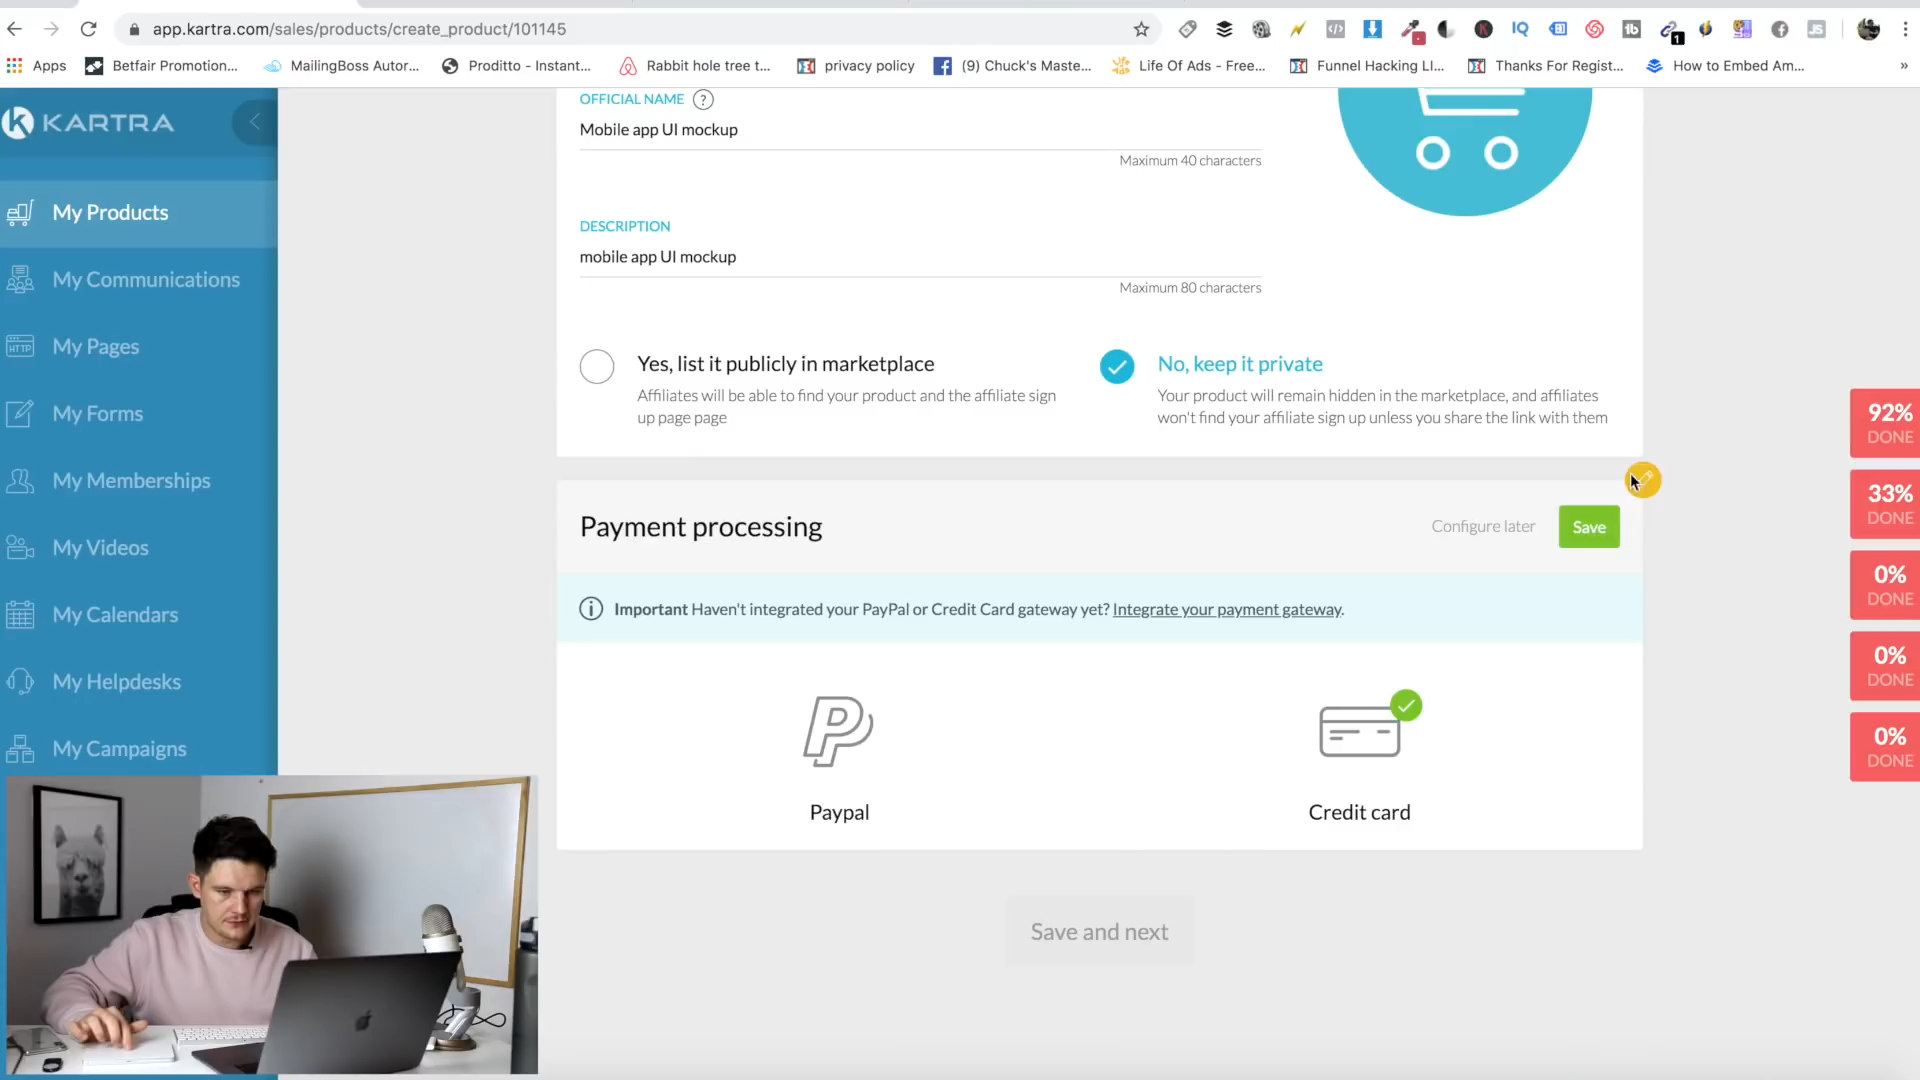 app.kartra.com/sales/products/create_product/101145
Apps
Betfair Promotion...
MailingBoss Autor...
Proditto - Instant...
Rabbit hole tree t...
privacy policy
(9) Chuck's Maste...
Life Of Ads - Free...
Funnel Hacking LI...
Thanks For Regist...
How to Embed Am...
»
KARTRA
My Products
My Communications
HTTP
My Pages
My Forms
My Memberships
My Videos
My Calendars
My Helpdesks
My Campaigns
OFFICIAL NAME ?
Mobile app UI mockup
Maximum 40 characters
DESCRIPTION
mobile app UI mockup
Maximum 80 characters
Yes, list it publicly in marketplace
Affiliates will be able to find your product and the affiliate sign
up page page
No, keep it private
Your product will remain hidden in the marketplace, and affiliates
won't find your affiliate sign up unless you share the link with them
Payment processing
Configure later
Save
Important Haven't integrated your PayPal or Credit Card gateway yet? Integrate your payment gateway.
Paypal
Credit card
Save and next
92%
DONE
33%
DONE
0%
DONE
0%
DONE
0%
DONE